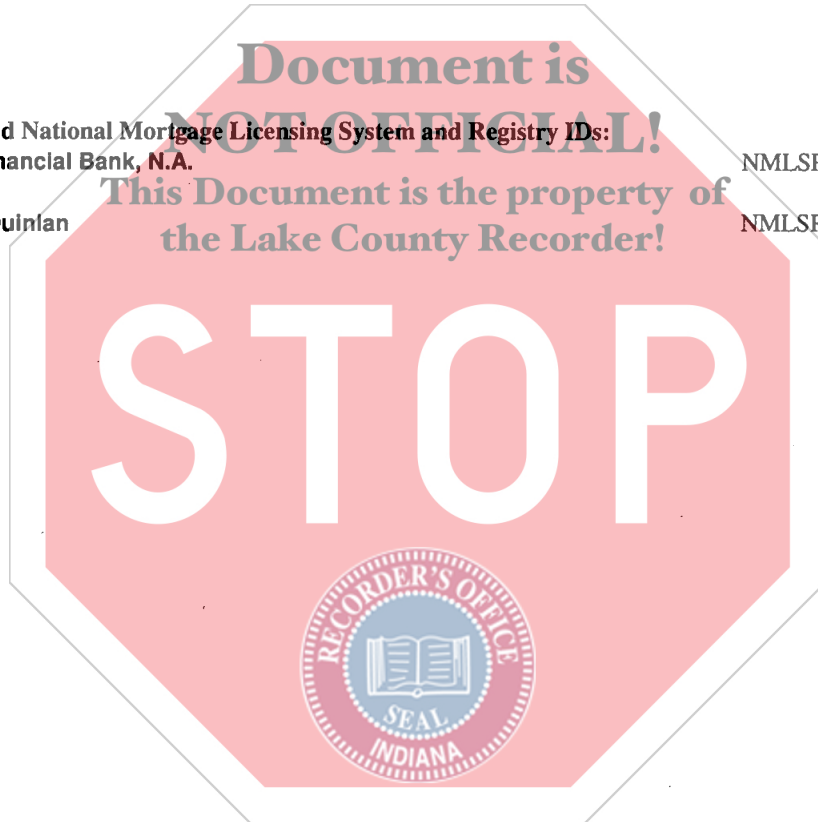 Document is
d National Mortgage Licensing System and Registry IDs:
NOT OFFICIAL!
nancial Bank, N.A. NMLSR
This Document is the property of
uinlan NMLSR
the Lake County Recorder!
STOP
RECORDER'S OFFICE
SEAL
INDIANA